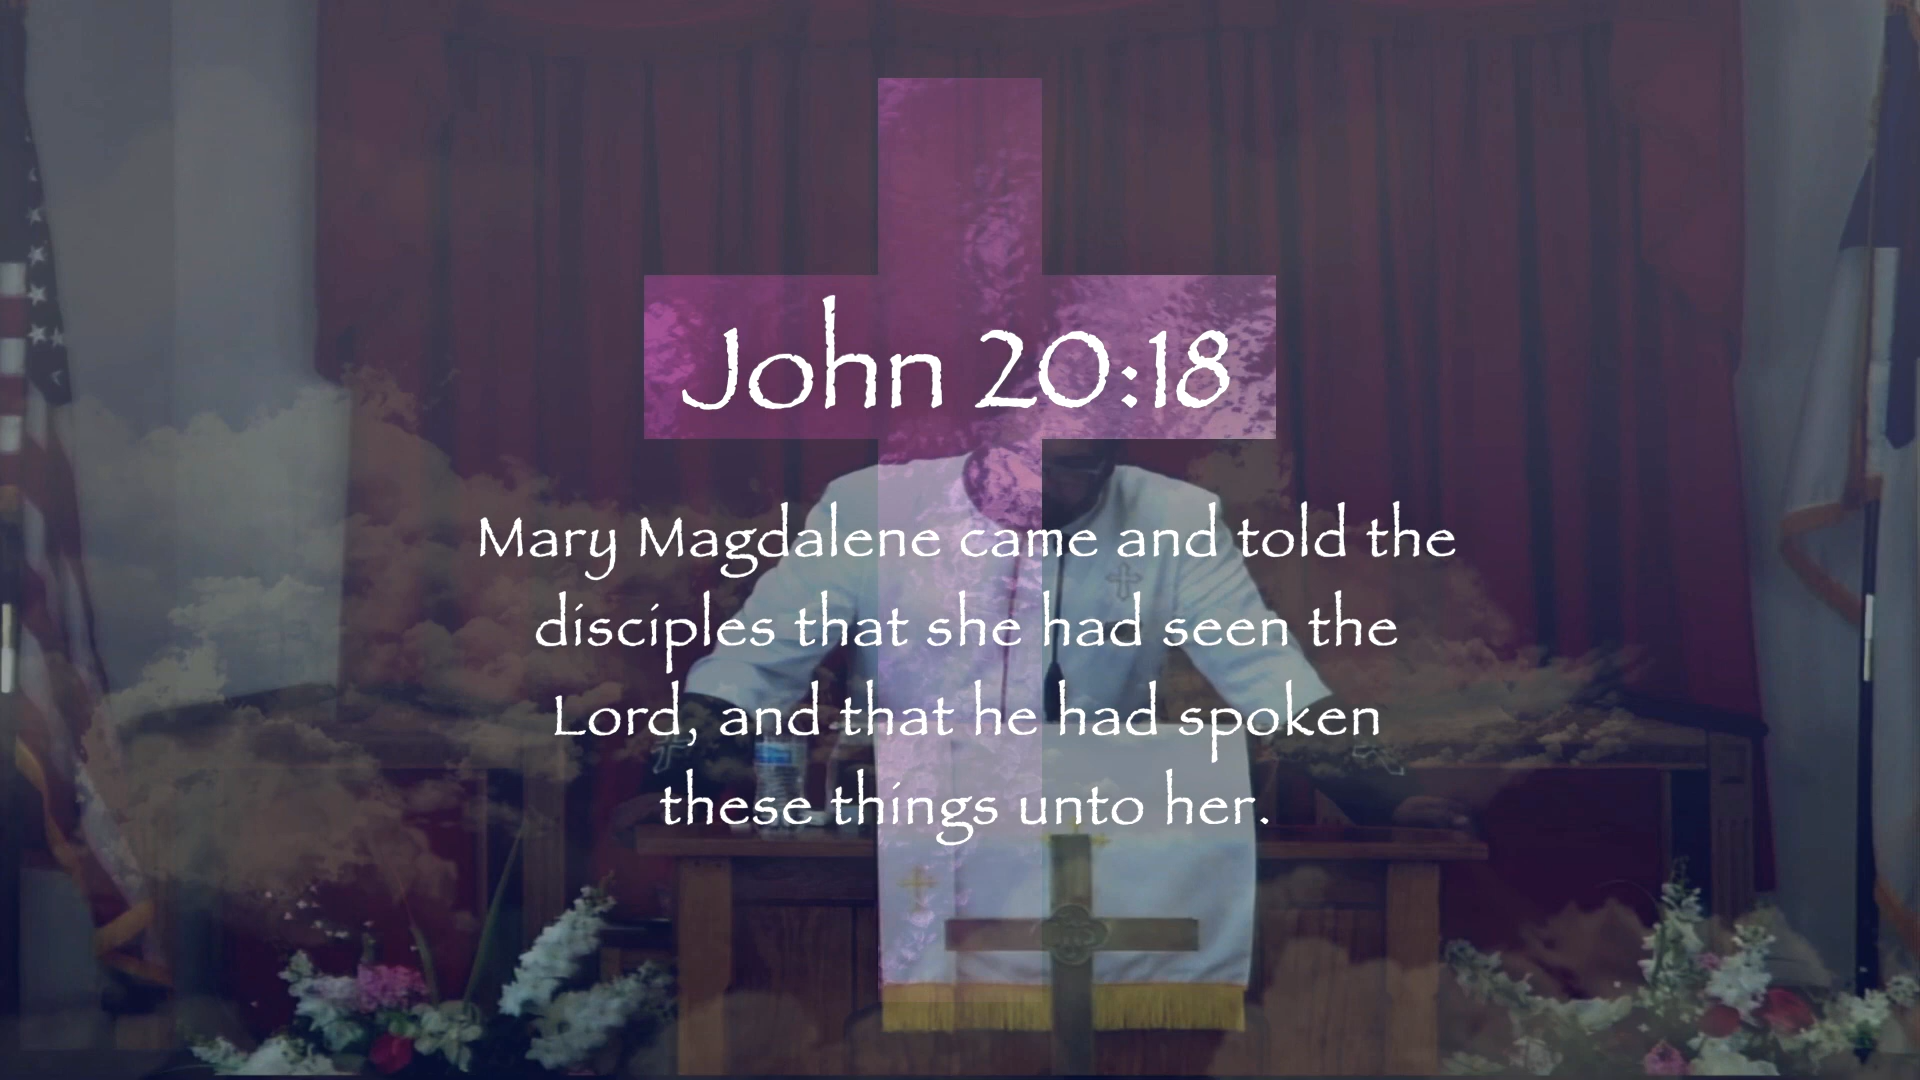 John 20:18
Mary Magdalene came and told the
disciples that she had seen the
Lord, and that he had spoken
these things unto her.